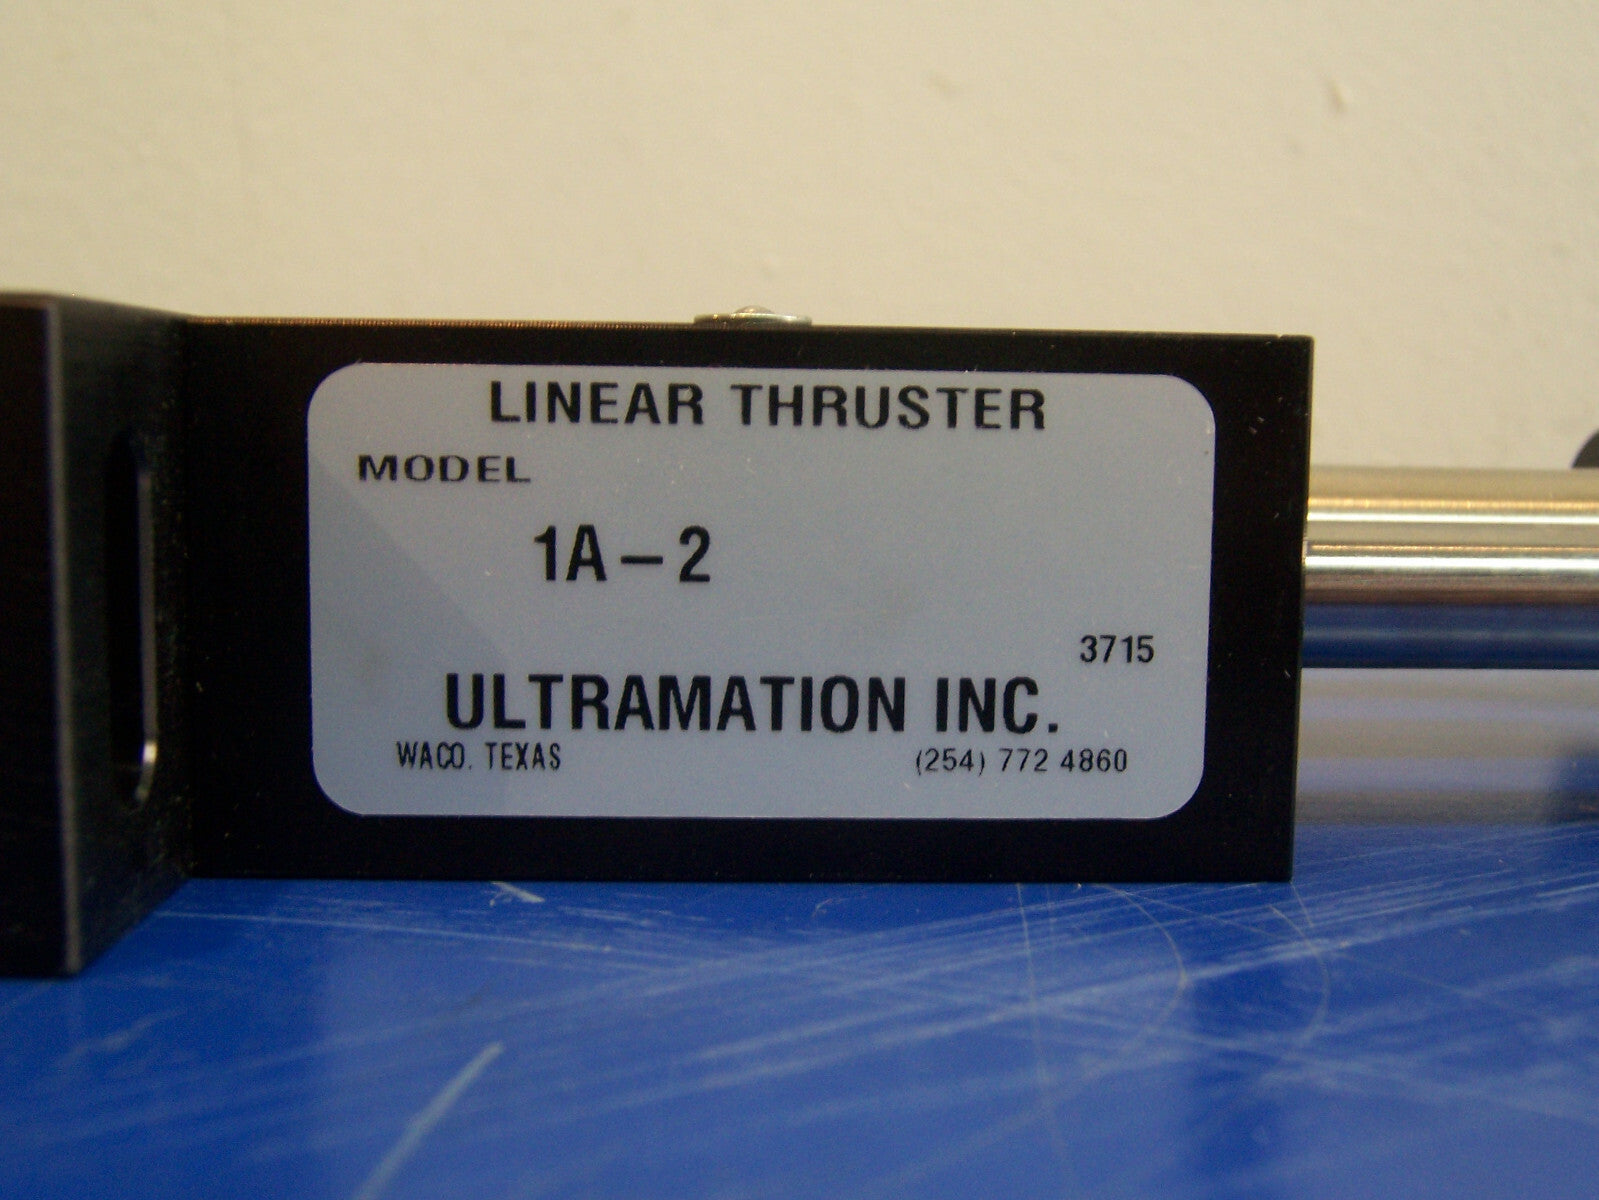 LINEAR THRUSTER
MODEL
1A-2
3715
ULTRAMATION INC.
WACO. TEXAS (254) 772 4860